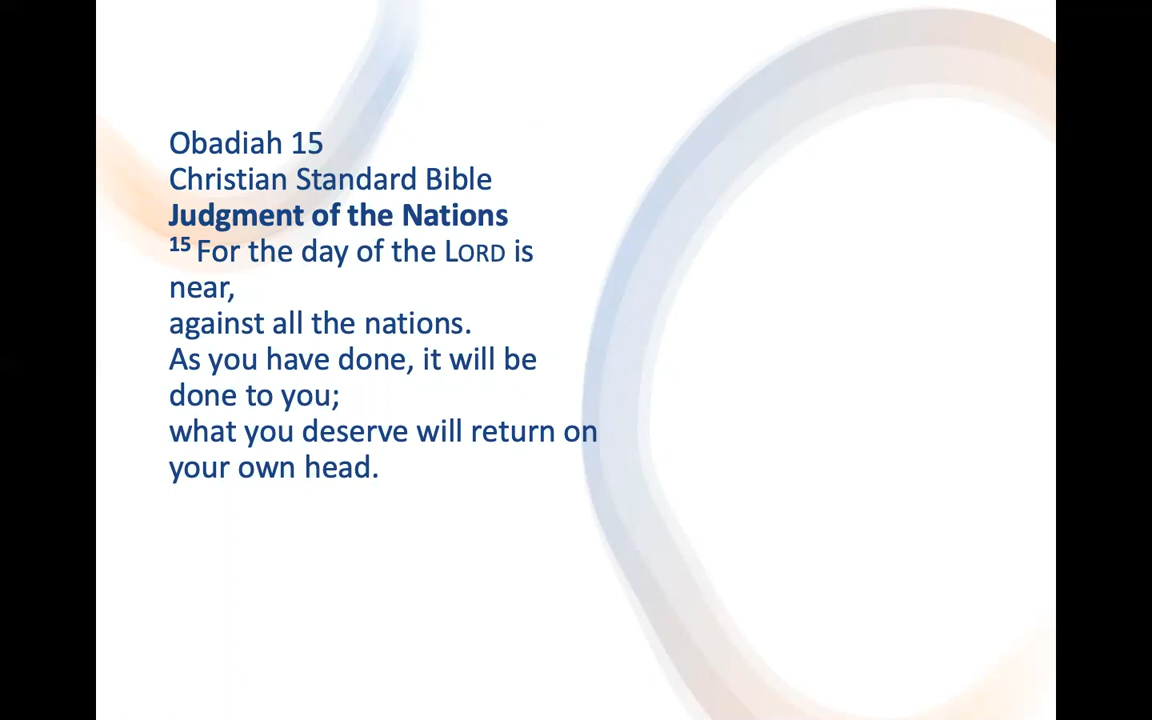 Obadiah 15
Christian Standard Bible
Judgment of the Nations
15 For the day of the LORD is
near,
against all the nations.
As you have done, it will be
done to you;
what you deserve will return on
your own head.